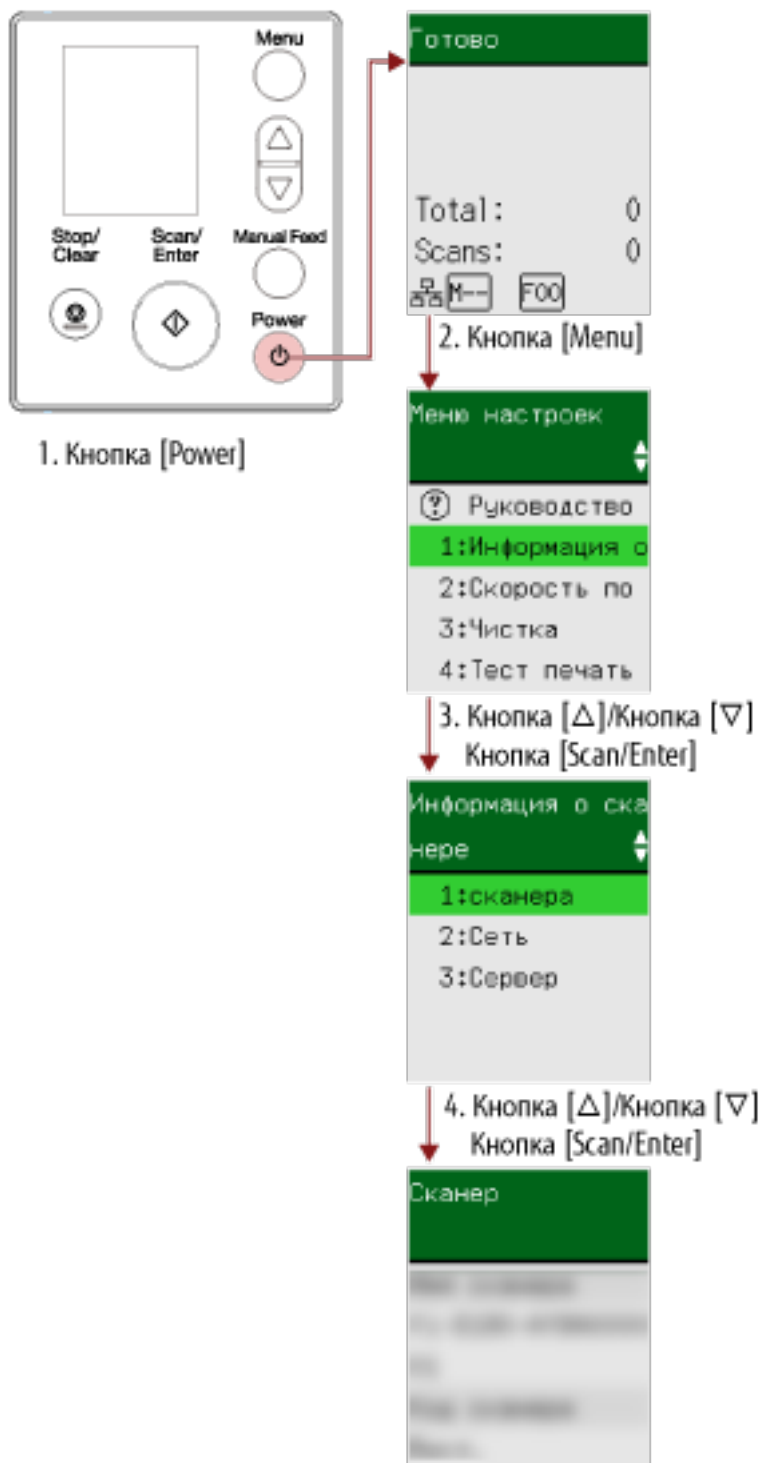 Menu
Stop/
Clear
Scan/
Enter
Manual Feed
Power
1. Кнопка [Power]
Готово
Total: 0
Scans: 0
M-- F00
2. Кнопка [Menu]
Меню настроек
? Руководство
1:Информация о
2:Скорость по
3:Чистка
4:Тест печать
3. Кнопка [△]/Кнопка [▽]
Кнопка [Scan/Enter]
Информация о ска
нере
1:сканера
2:Сеть
3:Сервер
4. Кнопка [△]/Кнопка [▽]
Кнопка [Scan/Enter]
Сканер